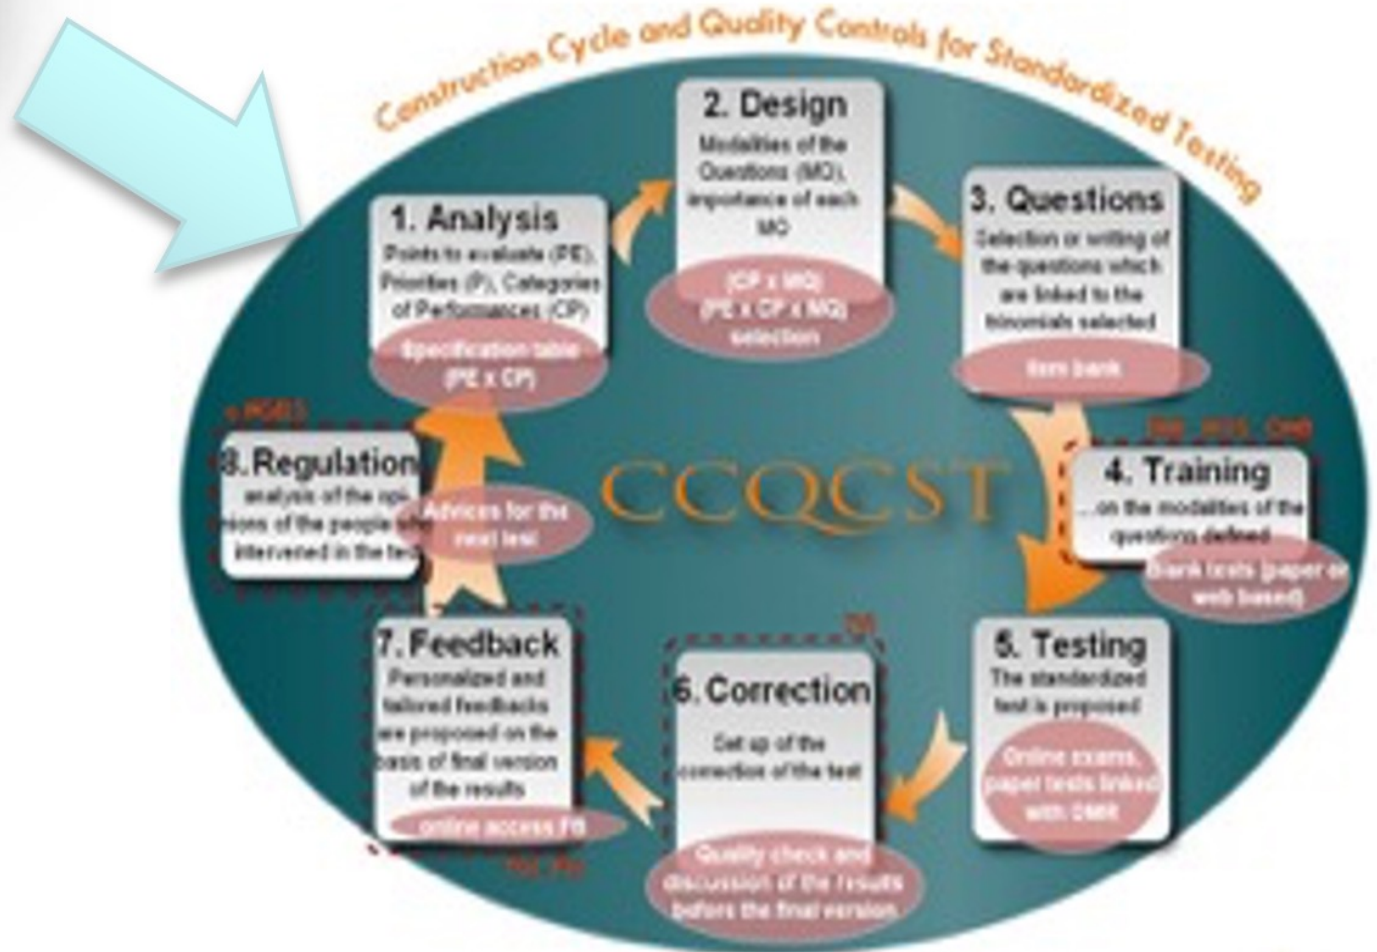 Construction Cycle and Quality Controls for Standardized Testing
1. Analysis
Points to evaluate (PE),
Priorities (P), Categories
of Performances (CP)
Specification table
(PE x CP)
2. Design
Modalities of the
Questions (MQ),
importance of each
MQ
(CP x MQ)
(PE x CP x MQ)
selection
3. Questions
Selection or writing of
the questions which
are linked to the
trinomials selected
Item bank
4. Training
...on the modalities of the
questions defined
Blank tests (paper or
web based)
5. Testing
The standardized
test is proposed
Online exams,
paper tests linked
with OMR
6. Correction
Set up of the
correction of the test
Quality check and
discussion of the results
before the final version
7. Feedback
Personalized and
tailored feedbacks
are proposed on the
basis of final version
of the results
online access FB
8. Regulation
analysis of the opi-
nions of the people who
intervened in the test
Advices for the
next test
CCQCST